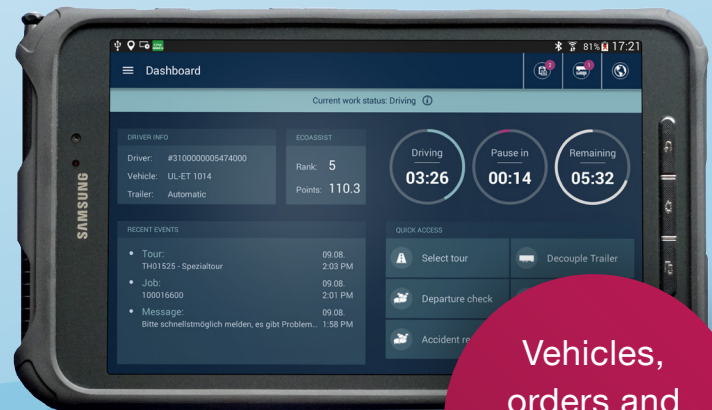 81% 17:21
Dashboard
2
1
Current work status: Driving
DRIVER INFO
Driver: #3100000005474000
Vehicle: UL-ET 1014
Trailer: Automatic
ECOASSIST
Rank: 5
Points: 110.3
Driving
03:26
Pause in
00:14
Remaining
05:32
RECENT EVENTS
Tour: 09.08.
TH01525 - Spezialtour 2:03 PM
Job: 09.08.
100016600 2:01 PM
Message: 09.08.
Bitte schnellstmöglich melden, es gibt Problem... 1:58 PM
QUICK ACCESS
Select tour
Decouple Trailer
Departure check
Accident re
SAMSUNG
Vehicles,
orders and